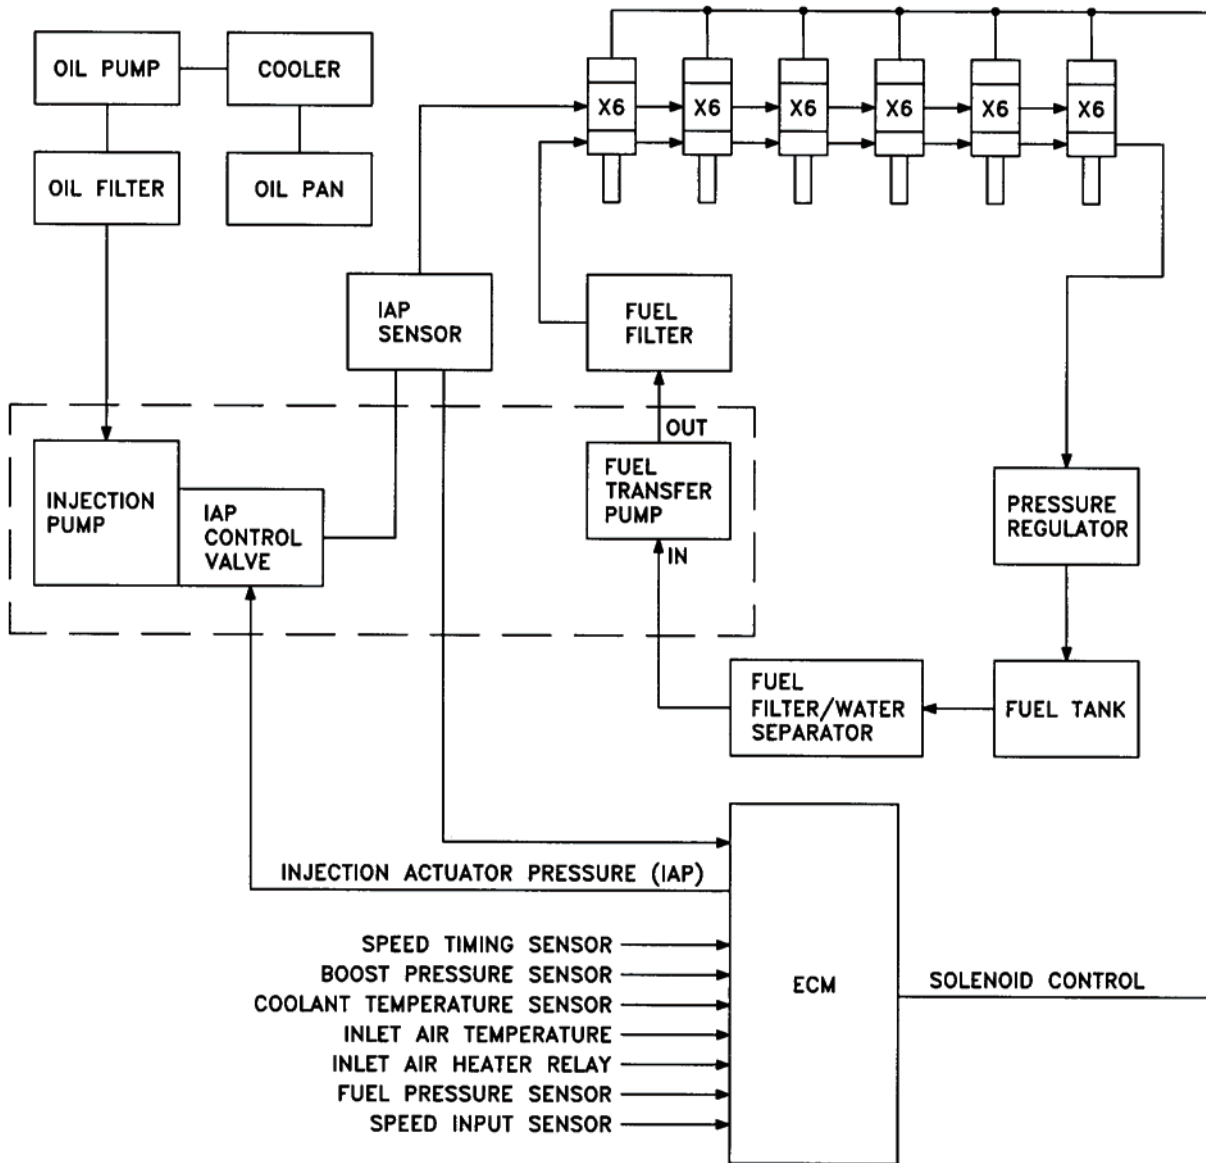 OIL PUMP
COOLER
X6
X6
X6
X6
X6
X6
OIL FILTER
OIL PAN
IAP
SENSOR
FUEL
FILTER
OUT
INJECTION
PUMP
IAP
CONTROL
VALVE
FUEL
TRANSFER
PUMP
IN
PRESSURE
REGULATOR
FUEL
FILTER/WATER
SEPARATOR
FUEL TANK
INJECTION ACTUATOR PRESSURE (IAP)
SPEED TIMING SENSOR
BOOST PRESSURE SENSOR
COOLANT TEMPERATURE SENSOR
INLET AIR TEMPERATURE
INLET AIR HEATER RELAY
FUEL PRESSURE SENSOR
SPEED INPUT SENSOR
ECM
SOLENOID CONTROL